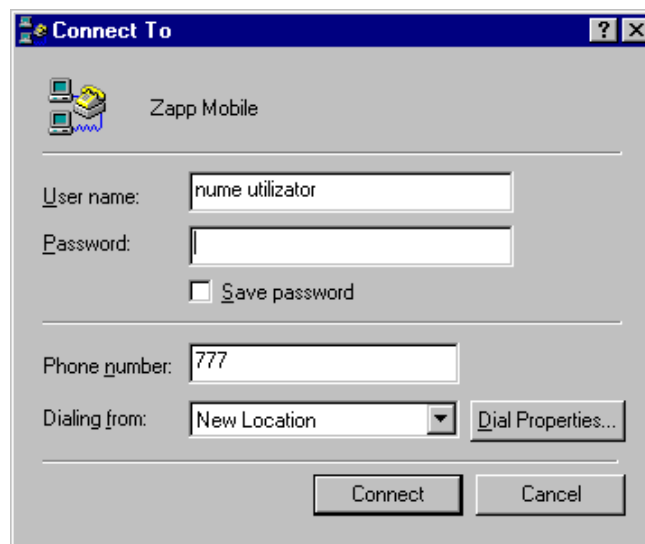 Connect To
Zapp Mobile
User name: nume utilizator
Password:
Save password
Phone number: 777
Dialing from: New Location Dial Properties...
Connect Cancel